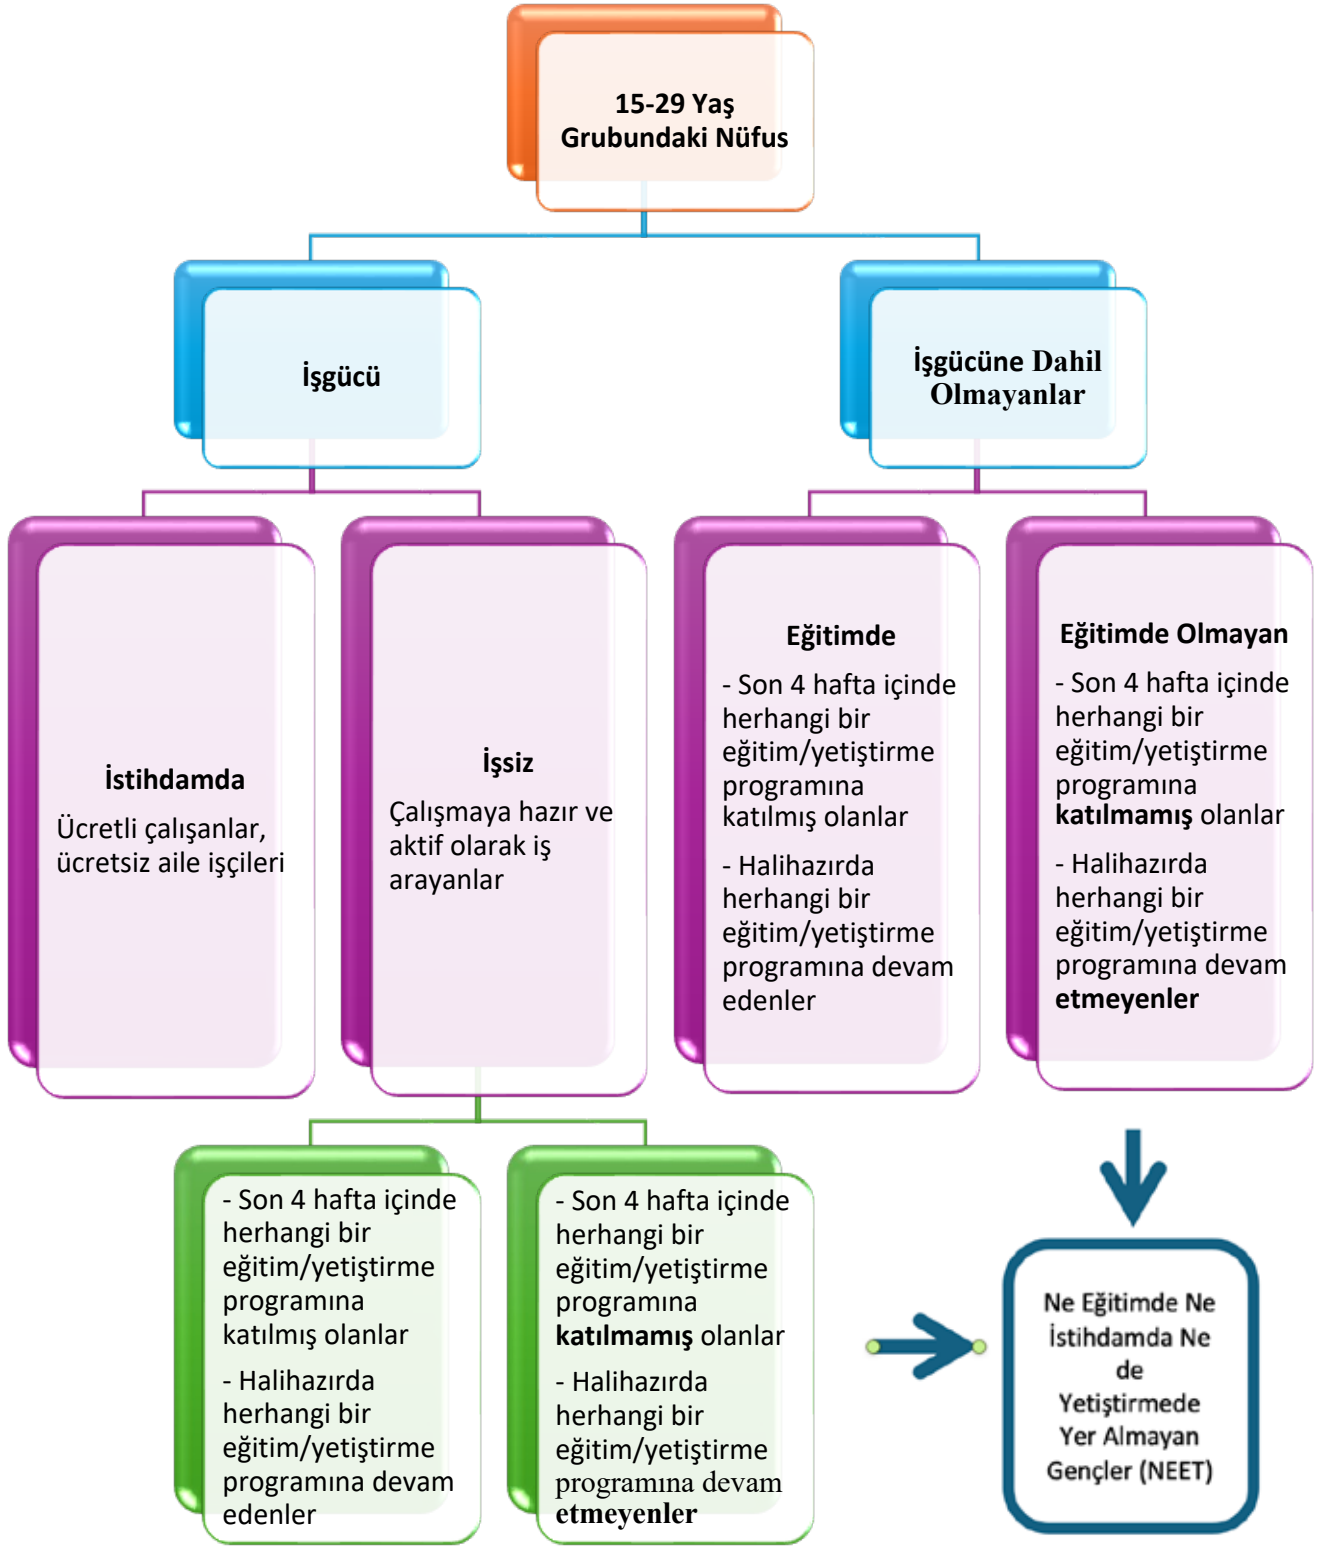 15-29 Yaş
Grubundaki Nüfus
İşgücü
İşgücüne Dahil
Olmayanlar
İstihdamda
Ücretli çalışanlar,
ücretsiz aile işçileri
İşsiz
Çalışmaya hazır ve
aktif olarak iş
arayanlar
Eğitimde
- Son 4 hafta içinde
herhangi bir
eğitim/yetiştirme
programına
katılmış olanlar
- Halihazırda
herhangi bir
eğitim/yetiştirme
programına devam
edenler
Eğitimde Olmayan
- Son 4 hafta içinde
herhangi bir
eğitim/yetiştirme
programına
katılmamış olanlar
- Halihazırda
herhangi bir
eğitim/yetiştirme
programına devam
etmeyenler
- Son 4 hafta içinde
herhangi bir
eğitim/yetiştirme
programına
katılmış olanlar
- Halihazırda
herhangi bir
eğitim/yetiştirme
programına devam
edenler
- Son 4 hafta içinde
herhangi bir
eğitim/yetiştirme
programına
katılmamış olanlar
- Halihazırda
herhangi bir
eğitim/yetiştirme
programına devam
etmeyenler
Ne Eğitimde Ne
İstihdamda Ne
de
Yetiştirmede
Yer Almayan
Gençler (NEET)